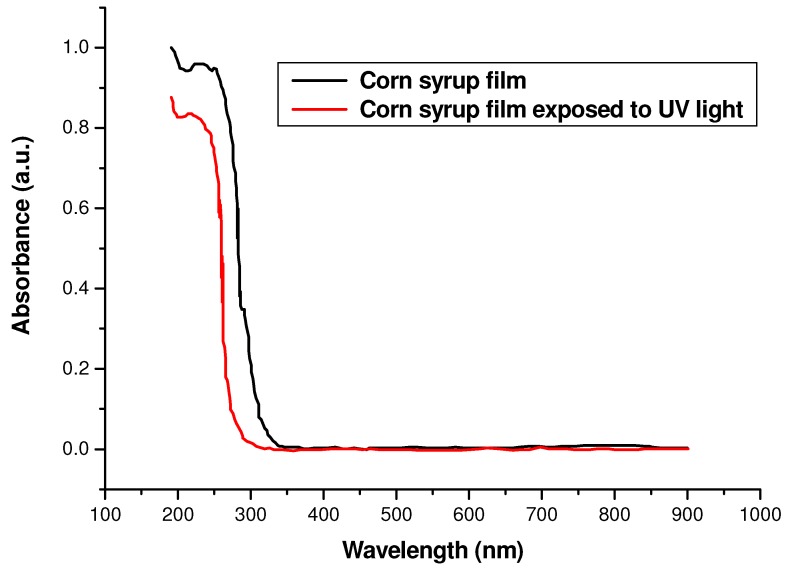 Corn syrup film
Corn syrup film exposed to UV light
Absorbance (a.u.)
1.0
0.8
0.6
0.4
0.2
0.0
100 200 300 400 500 600 700 800 900 1000
Wavelength (nm)